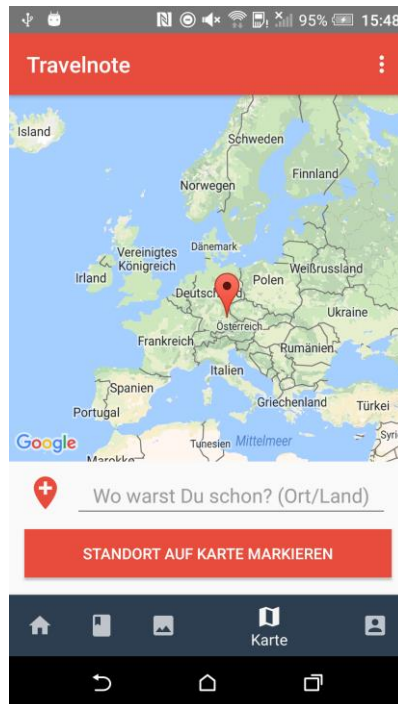 95% 15:48
Travelnote
Island
Schweden
Finnland
Norwegen
Vereinigtes
Königreich
Dänemark
Irland
Weißrussland
Polen
Deutschland
Ukraine
Österreich
Frankreich
Rumänien
Italien
Spanien
Griechenland
Türkei
Portugal
Google
Tunesien
Mittelmeer
Syri
Marokko
Wo warst Du schon? (Ort/Land)
STANDORT AUF KARTE MARKIEREN
Karte